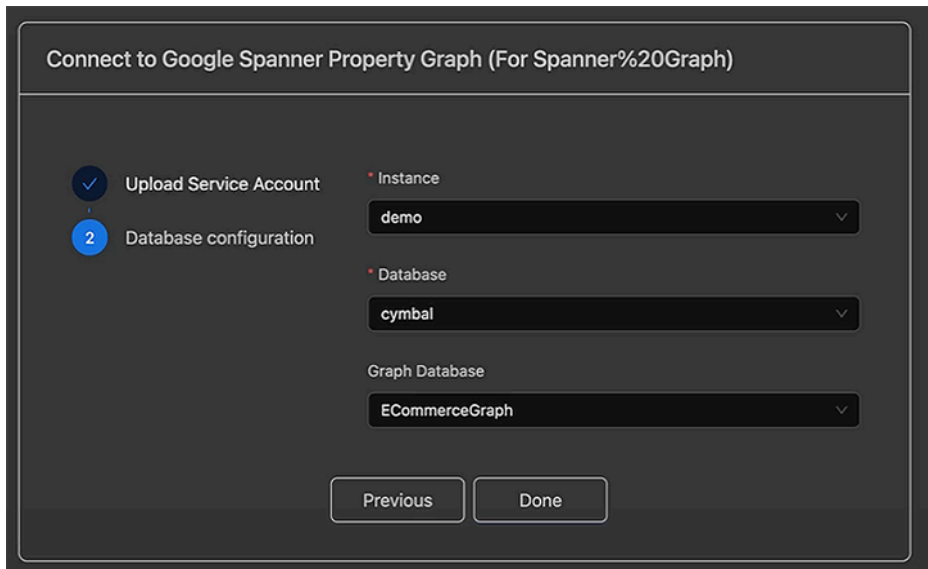 Connect to Google Spanner Property Graph (For Spanner%20Graph)
Upload Service Account
2 Database configuration
* Instance
demo
* Database
cymbal
Graph Database
ECommerceGraph
Previous
Done